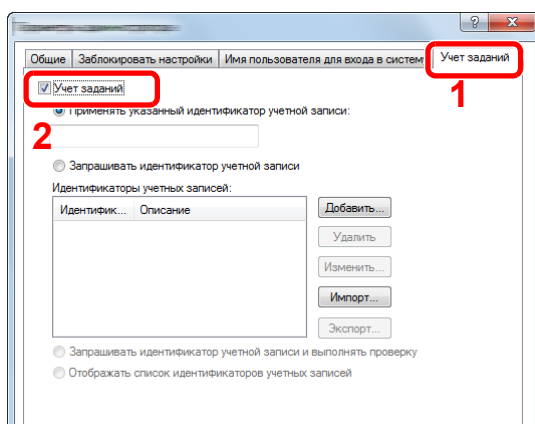 Общие Заблокировать настройки Имя пользователя для входа в систем Учет заданий
1
Учет заданий
Применять указанный идентификатор учетной записи:
2
Запрашивать идентификатор учетной записи
Идентификаторы учетных записей:
Идентифик... Описание
Добавить...
Удалить
Изменить...
Импорт...
Экспорт...
Запрашивать идентификатор учетной записи и выполнять проверку
Отображать список идентификаторов учетных записей